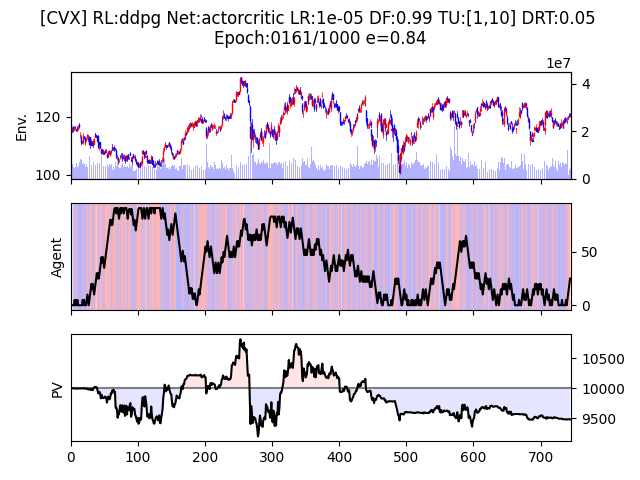 [CVX] RL:ddpg Net:actorcritic LR:1e-05 DF:0.99 TU:[1,10] DRT:0.05
Epoch:0161/1000 e=0.84
1e7
Env.
120
100
4
2
0
Agent
50
0
PV
10500
10000
9500
0 100 200 300 400 500 600 700